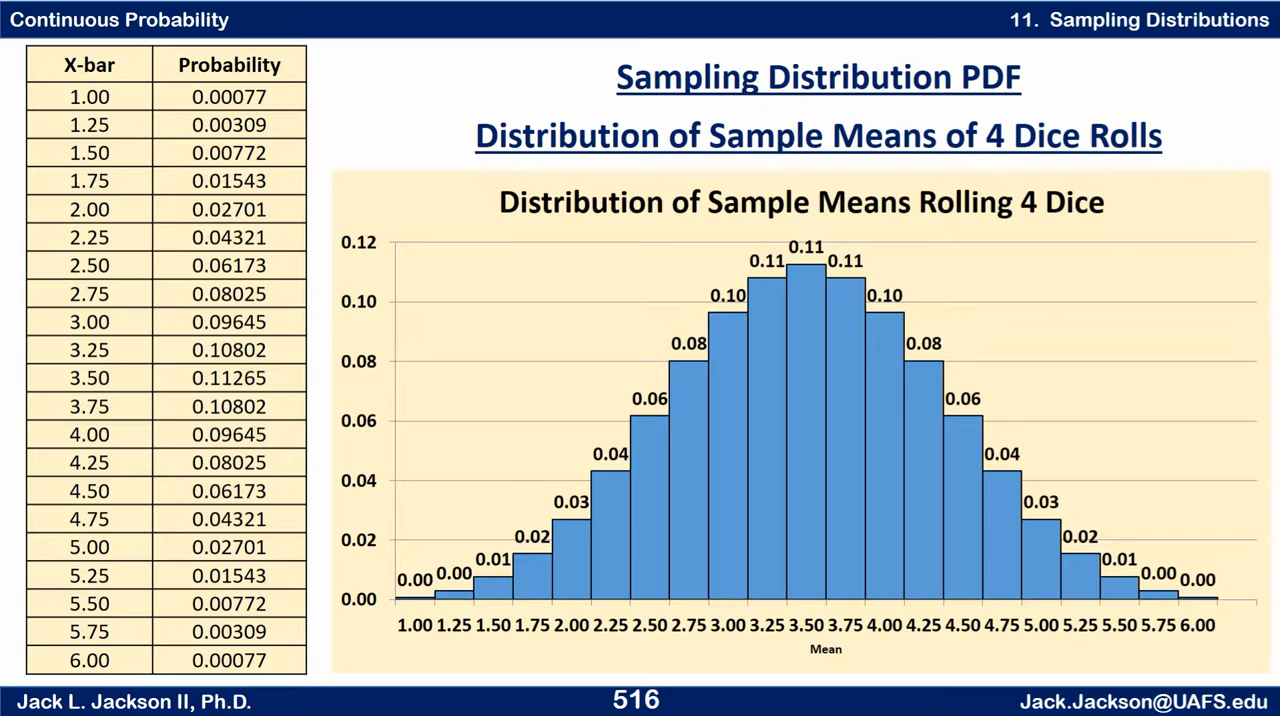 Continuous Probability
11. Sampling Distributions
X-bar Probability
1.00 0.00077
1.25 0.00309
1.50 0.00772
1.75 0.01543
2.00 0.02701
2.25 0.04321
2.50 0.06173
2.75 0.08025
3.00 0.09645
3.25 0.10802
3.50 0.11265
3.75 0.10802
4.00 0.09645
4.25 0.08025
4.50 0.06173
4.75 0.04321
5.00 0.02701
5.25 0.01543
5.50 0.00772
5.75 0.00309
6.00 0.00077
Sampling Distribution PDF
Distribution of Sample Means of 4 Dice Rolls
Distribution of Sample Means Rolling 4 Dice
0.12
0.10
0.08
0.06
0.04
0.02
0.00
0.00 0.00 0.01 0.02 0.03 0.04 0.06 0.08 0.10 0.11 0.11 0.11 0.10 0.08 0.06 0.04 0.03 0.02 0.01 0.00 0.00
1.00 1.25 1.50 1.75 2.00 2.25 2.50 2.75 3.00 3.25 3.50 3.75 4.00 4.25 4.50 4.75 5.00 5.25 5.50 5.75 6.00
Mean
Jack L. Jackson II, Ph.D.
516
Jack.Jackson@UAFS.edu